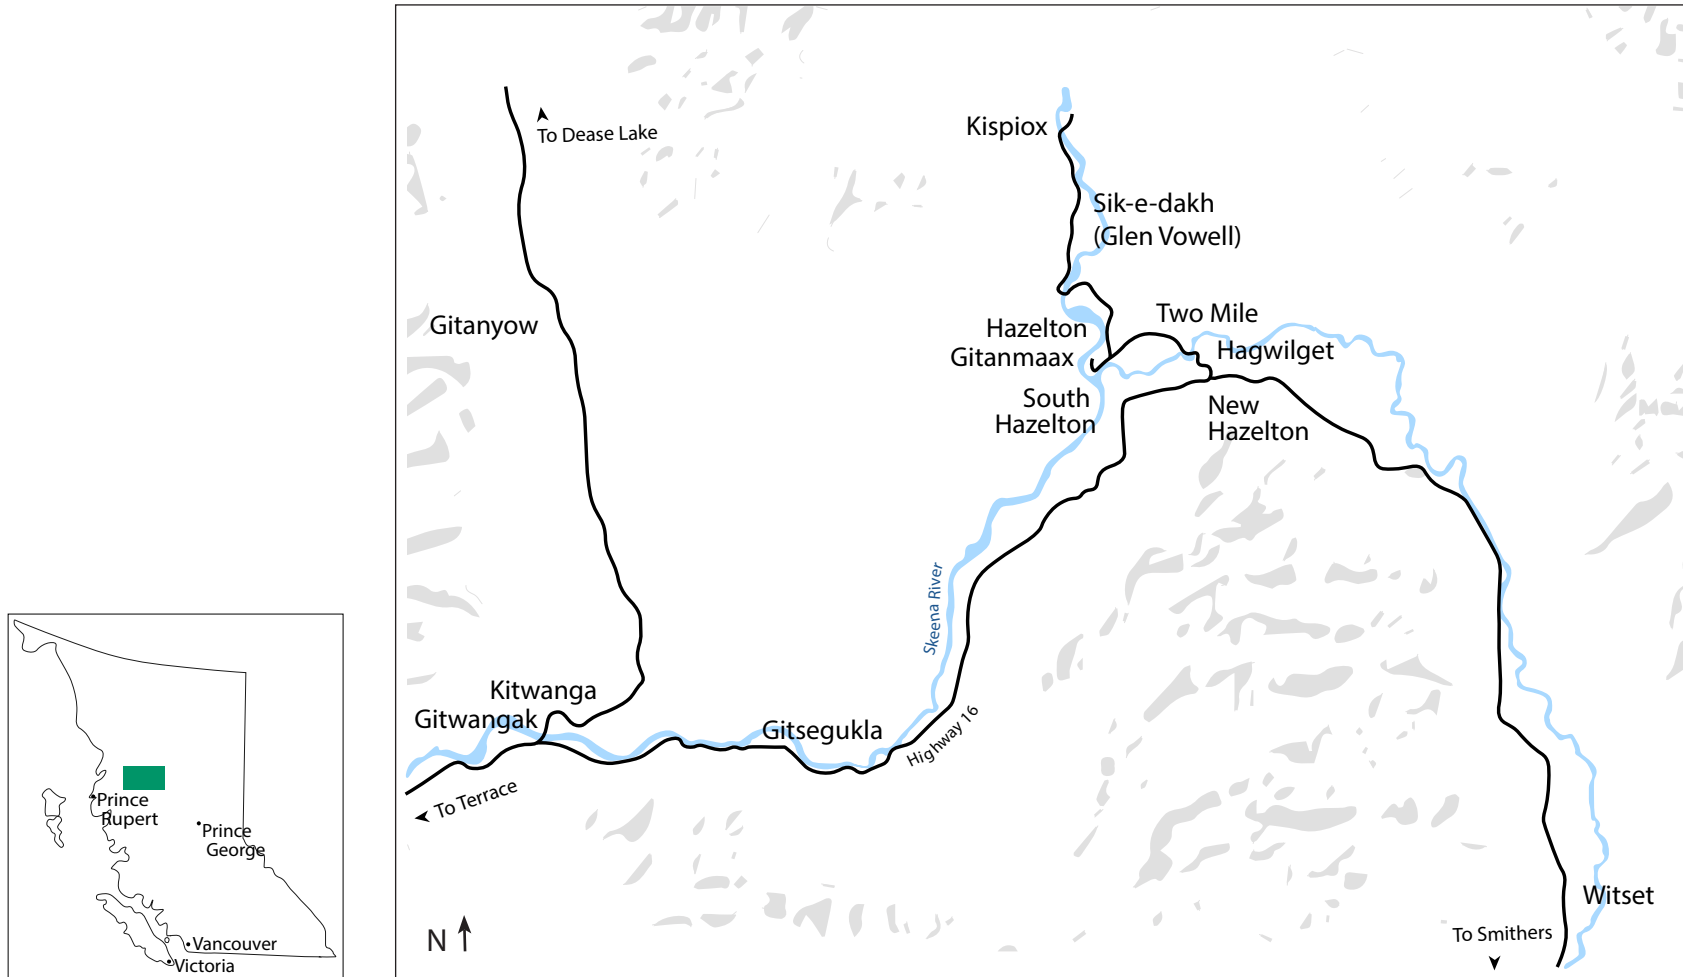 To Dease Lake
Kispiox
Sik-e-dakh
(Glen Vowell)
Gitanyow
Hazelton
Gitanmaax
Two Mile
Hagwilget
South
Hazelton
New
Hazelton
Skeena River
Kitwanga
Gitwangak
Gitsegukla
Highway 16
To Terrace
Witset
To Smithers
N
Prince
Rupert
Prince
George
Vancouver
Victoria